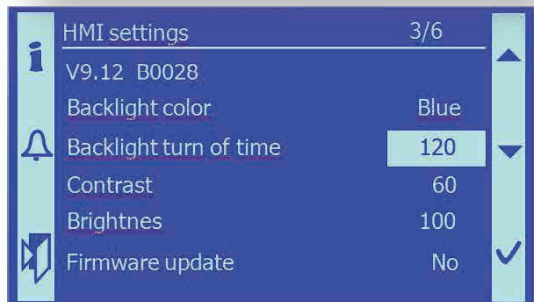 HMI settings 3/6
V9.12 B0028
Backlight color Blue
Backlight turn of time 120
Contrast 60
Brightnes 100
Firmware update No